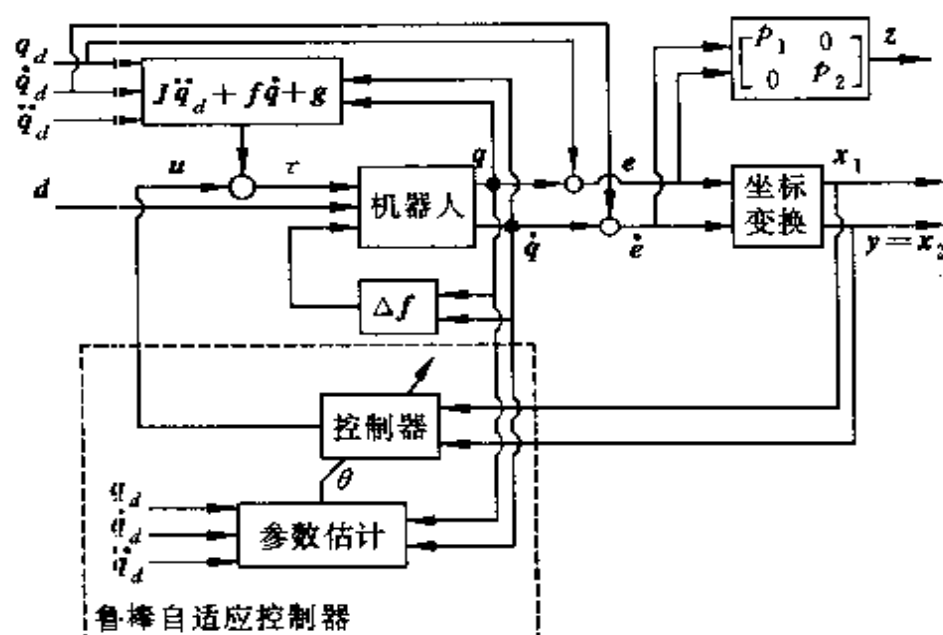 q_d
q̇_d
q̈_d
Jq̈_d + fq̇ + g
[p_1 0
0 p_2]
z
u
τ
d
机器人
q
q̇
e
ė
坐标
变换
x_1
y = x_2
Δf
控制器
θ
q_d
q̇_d
q̈_d
参数估计
鲁棒自适应控制器